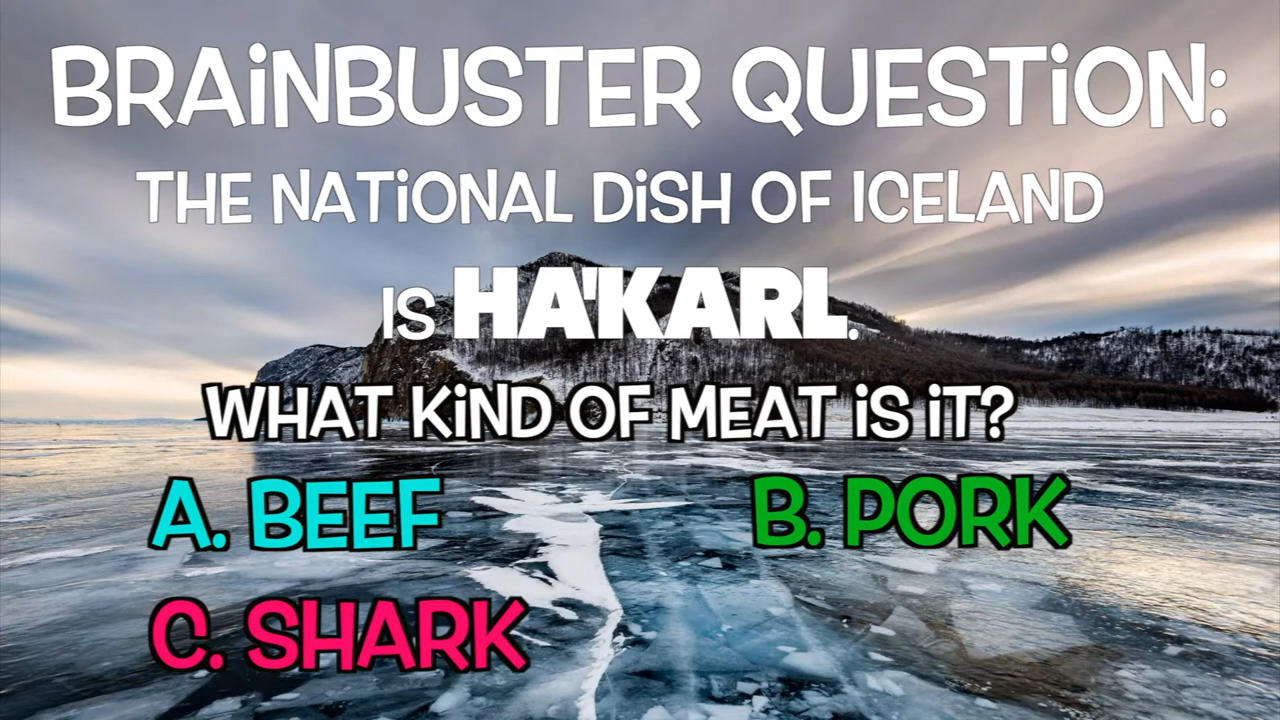 BRAiNBUSTER QUESTiON:
THE NATiONAL DiSH OF ICELAND
IS HA'KARL.
WHAT KiND OF MEAT iS iT?
A. BEEF B. PORK
C. SHARK